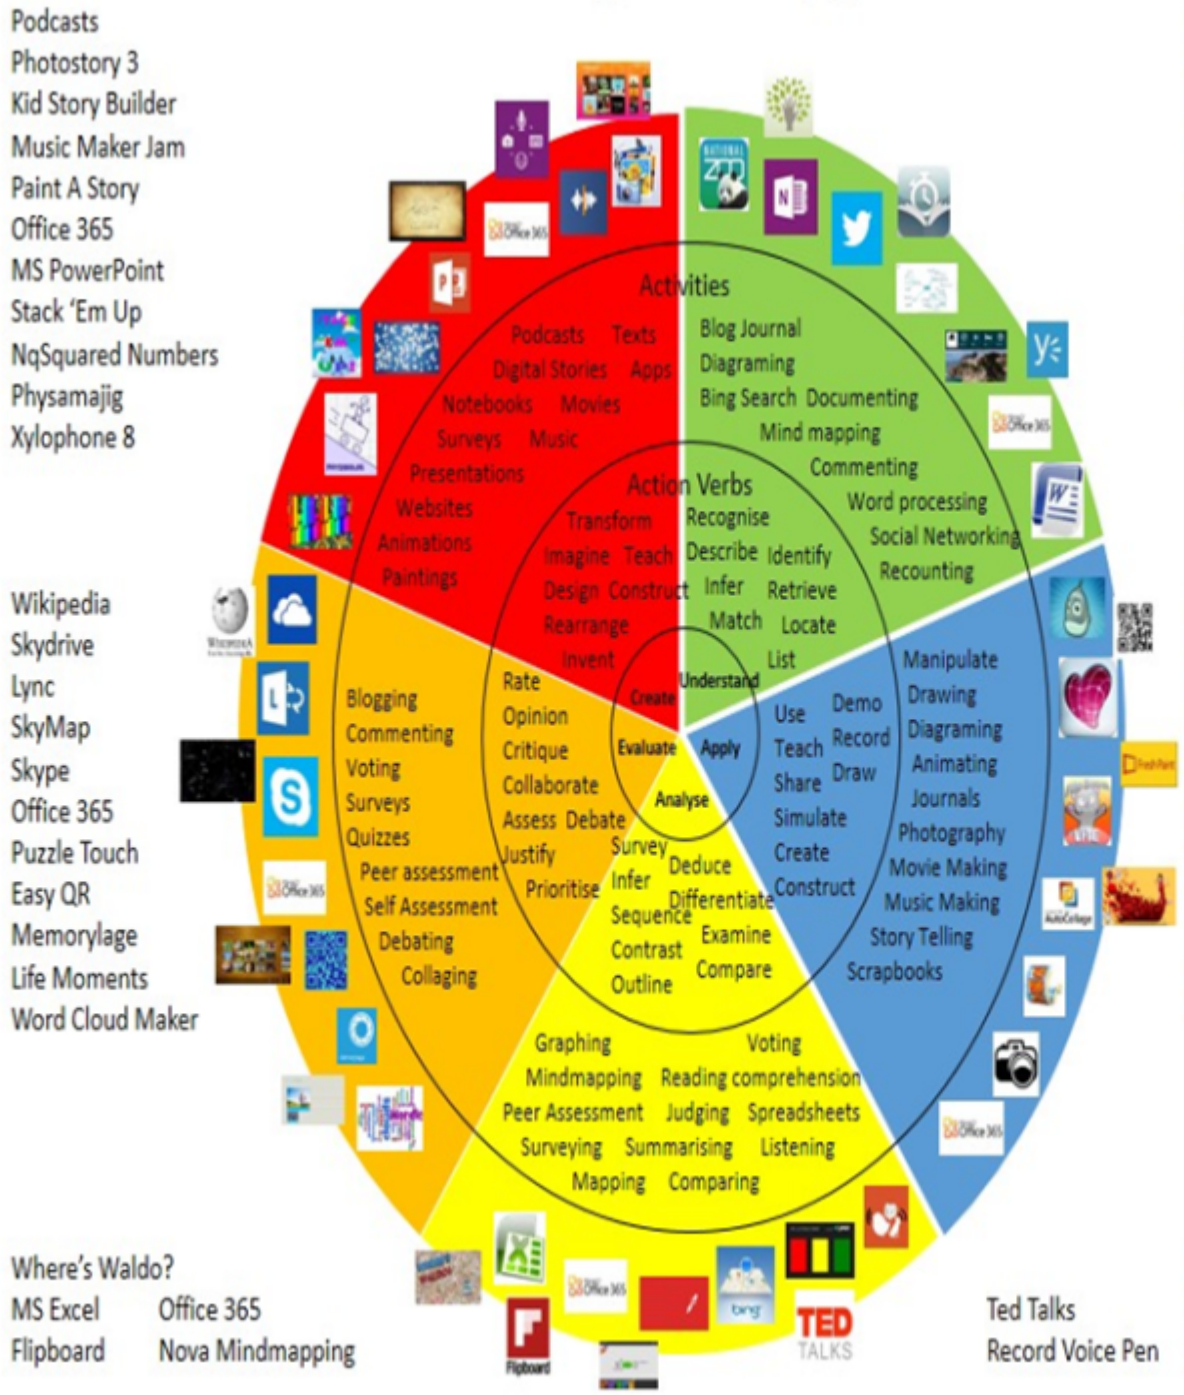 Podcasts
Photostory 3
Kid Story Builder
Music Maker Jam
Paint A Story
Office 365
MS PowerPoint
Stack ‘Em Up
NqSquared Numbers
Physamajig
Xylophone 8
Wikipedia
Skydrive
Lync
SkyMap
Skype
Office 365
Puzzle Touch
Easy QR
Memorylage
Life Moments
Word Cloud Maker
Where’s Waldo?
MS Excel Office 365
Flipboard Nova Mindmapping
Ted Talks
Record Voice Pen
Activities
Podcasts Texts
Digital Stories Apps
Notebooks Movies
Surveys Music
Presentations
Websites
Animations
Paintings
Blog Journal
Diagraming
Bing Search Documenting
Mind mapping
Commenting
Word processing
Social Networking
Recounting
Action Verbs
Transform
Imagine Teach
Design Construct
Rearrange
Invent
Create
Recognise
Describe Identify
Infer Retrieve
Match Locate
List
Understand
Manipulate
Drawing
Diagraming
Animating
Journals
Photography
Movie Making
Music Making
Story Telling
Scrapbooks
Use Demo
Teach Record
Share Draw
Simulate
Create
Construct
Apply
Blogging
Commenting
Voting
Surveys
Quizzes
Peer assessment
Self Assessment
Debating
Collaging
Rate
Opinion
Critique
Collaborate
Assess Debate
Justify
Prioritise
Evaluate
Analyse
Survey Deduce
Infer Differentiate
Sequence Examine
Contrast Compare
Outline
Graphing Voting
Mindmapping Reading comprehension
Peer Assessment Judging Spreadsheets
Surveying Summarising Listening
Mapping Comparing
NATIONAL
ZOO
N
Office 365
P
Office 365
W
WIKIPEDIA
L
S
Office 365
FreshPaint
AutoCollage
Office 365
X
Office 365
Flipboard
bing
TED
TALKS